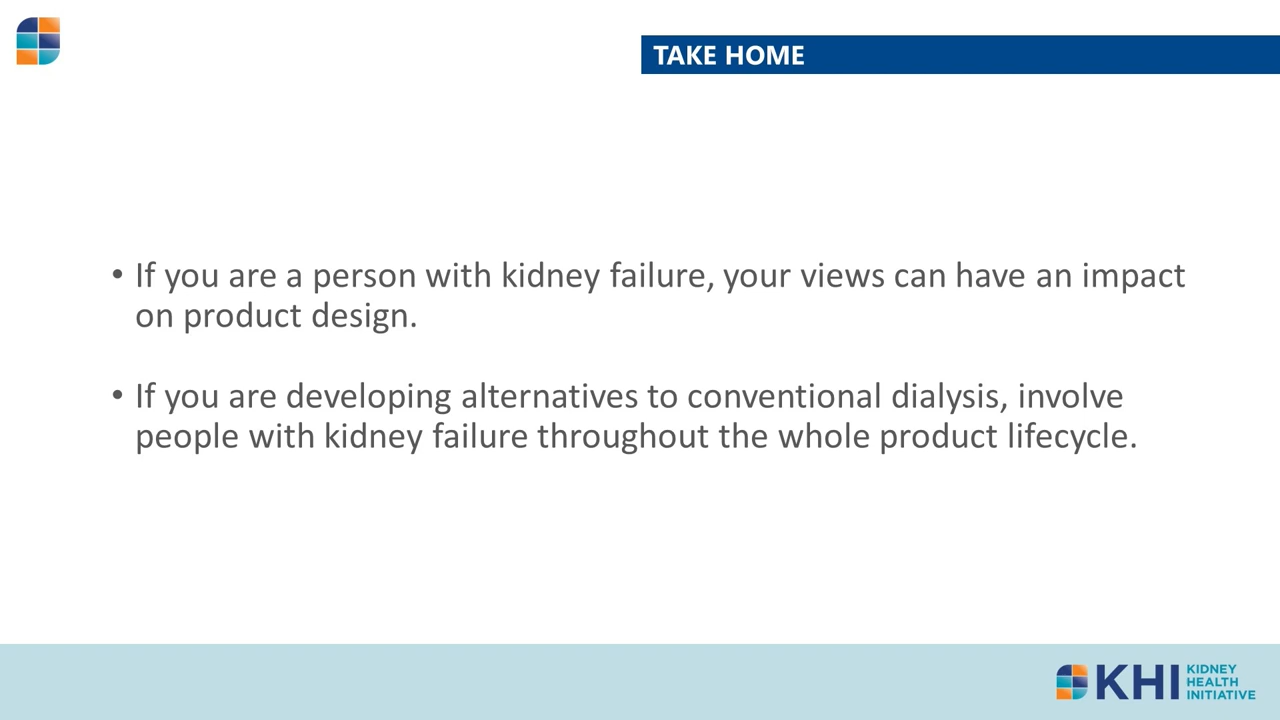 TAKE HOME
• If you are a person with kidney failure, your views can have an impact
on product design.
• If you are developing alternatives to conventional dialysis, involve
people with kidney failure throughout the whole product lifecycle.
KHI
KIDNEY
HEALTH
INITIATIVE